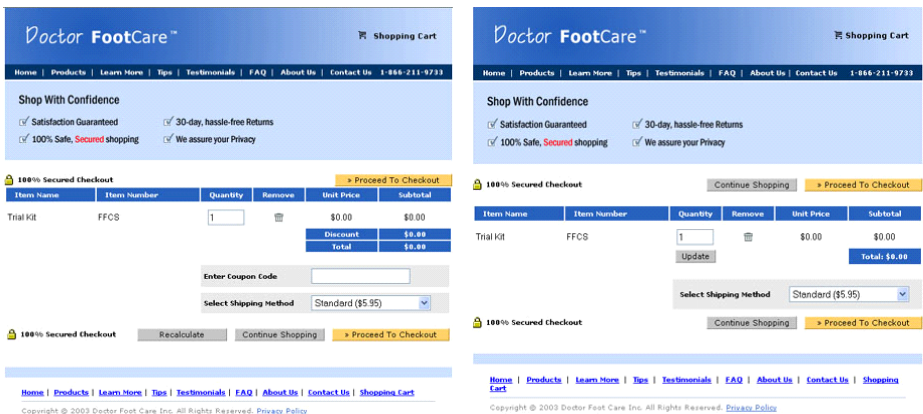 Doctor FootCare™
Shopping Cart
Home | Products | Learn More | Tips | Testimonials | FAQ | About Us | Contact Us 1-866-211-9733
Shop With Confidence
Satisfaction Guaranteed 30-day, hassle-free Returns
100% Safe, Secured shopping We assure your Privacy
100% Secured Checkout » Proceed To Checkout
Item Name Item Number Quantity Remove Unit Price Subtotal
Trial Kit FFCS 1 $0.00 $0.00
Discount $0.00
Total $0.00
Enter Coupon Code
Select Shipping Method Standard ($5.95)
100% Secured Checkout Recalculate Continue Shopping » Proceed To Checkout
Home | Products | Learn More | Tips | Testimonials | FAQ | About Us | Contact Us | Shopping Cart
Copyright © 2003 Doctor Foot Care Inc. All Rights Reserved. Privacy Policy
Doctor FootCare™
Shopping Cart
Home | Products | Learn More | Tips | Testimonials | FAQ | About Us | Contact Us 1-866-211-9733
Shop With Confidence
Satisfaction Guaranteed 30-day, hassle-free Returns
100% Safe, Secured shopping We assure your Privacy
100% Secured Checkout Continue Shopping » Proceed To Checkout
Item Name Item Number Quantity Remove Unit Price Subtotal
Trial Kit FFCS 1 $0.00 $0.00
Update Total: $0.00
Select Shipping Method Standard ($5.95)
100% Secured Checkout Continue Shopping » Proceed To Checkout
Home | Products | Learn More | Tips | Testimonials | FAQ | About Us | Contact Us | Shopping
Cart
Copyright © 2003 Doctor Foot Care Inc. All Rights Reserved. Privacy Policy